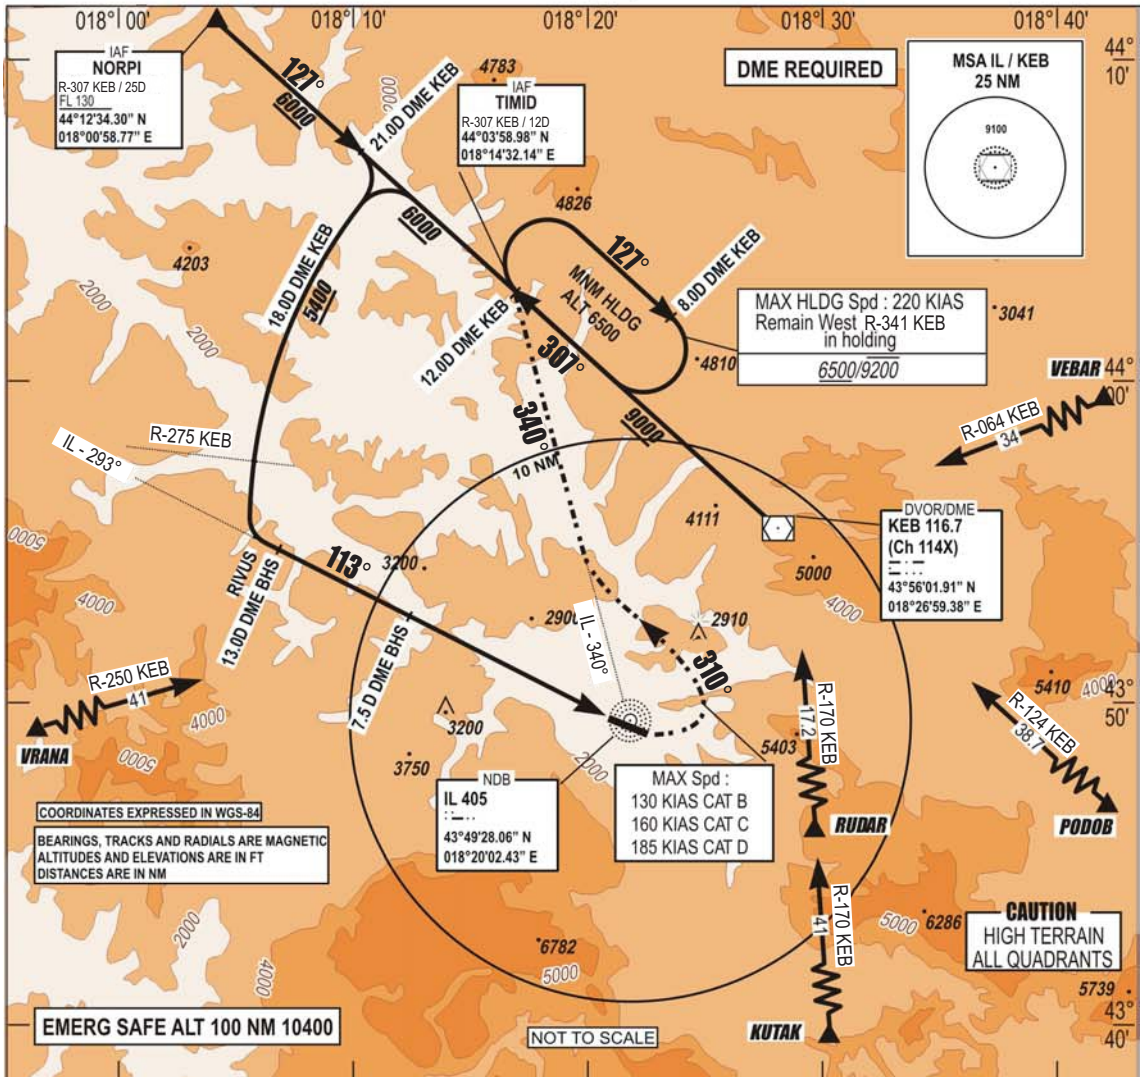 018°00'
018°10'
018°20'
018°30'
018°40'
44°
10'
IAF
NORPI
R-307 KEB / 25D
FL 130
44°12'34.30" N
018°00'58.77" E
127°
6000
21.0D DME KEB
2000
4783
IAF
TIMID
R-307 KEB / 12D
44°03'58.98" N
018°14'32.14" E
DME REQUIRED
MSA IL / KEB
25 NM
9100
4826
6000
4203
2000
2000
18.0D DME KEB
5400
127°
8.0D DME KEB
MNM HLDG
ALT 6500
12.0D DME KEB
307°
4810
MAX HLDG Spd : 220 KIAS
Remain West R-341 KEB
in holding
6500/9200
3041
VEBAR
44°
00'
R-064 KEB
34
340°
9000
10 NM
R-275 KEB
IL - 293°
4111
DVOR/DME
KEB 116.7
(Ch 114X)
43°56'01.91" N
018°26'59.38" E
5000
4000
5000
4000
RIVUS
13.0D DME BHS
113°
3200
2900
2910
7.5 D DME BHS
IL - 340°
310°
R-250 KEB
41
VRANA
4000
5000
3200
3750
2000
NDB
IL 405
43°49'28.06" N
018°20'02.43" E
MAX Spd :
130 KIAS CAT B
160 KIAS CAT C
185 KIAS CAT D
5403
R-170 KEB
17.2
RUDAR
5410
4000
43°
50'
R-124 KEB
38.7
PODOB
COORDINATES EXPRESSED IN WGS-84
BEARINGS, TRACKS AND RADIALS ARE MAGNETIC
ALTITUDES AND ELEVATIONS ARE IN FT
DISTANCES ARE IN NM
2000
4000
6782
5000
R-170 KEB
41
KUTAK
5000
6286
CAUTION
HIGH TERRAIN
ALL QUADRANTS
5739
43°
40'
EMERG SAFE ALT 100 NM 10400
NOT TO SCALE